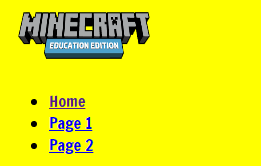 MINECRAFT
EDUCATION EDITION
Home
Page 1
Page 2